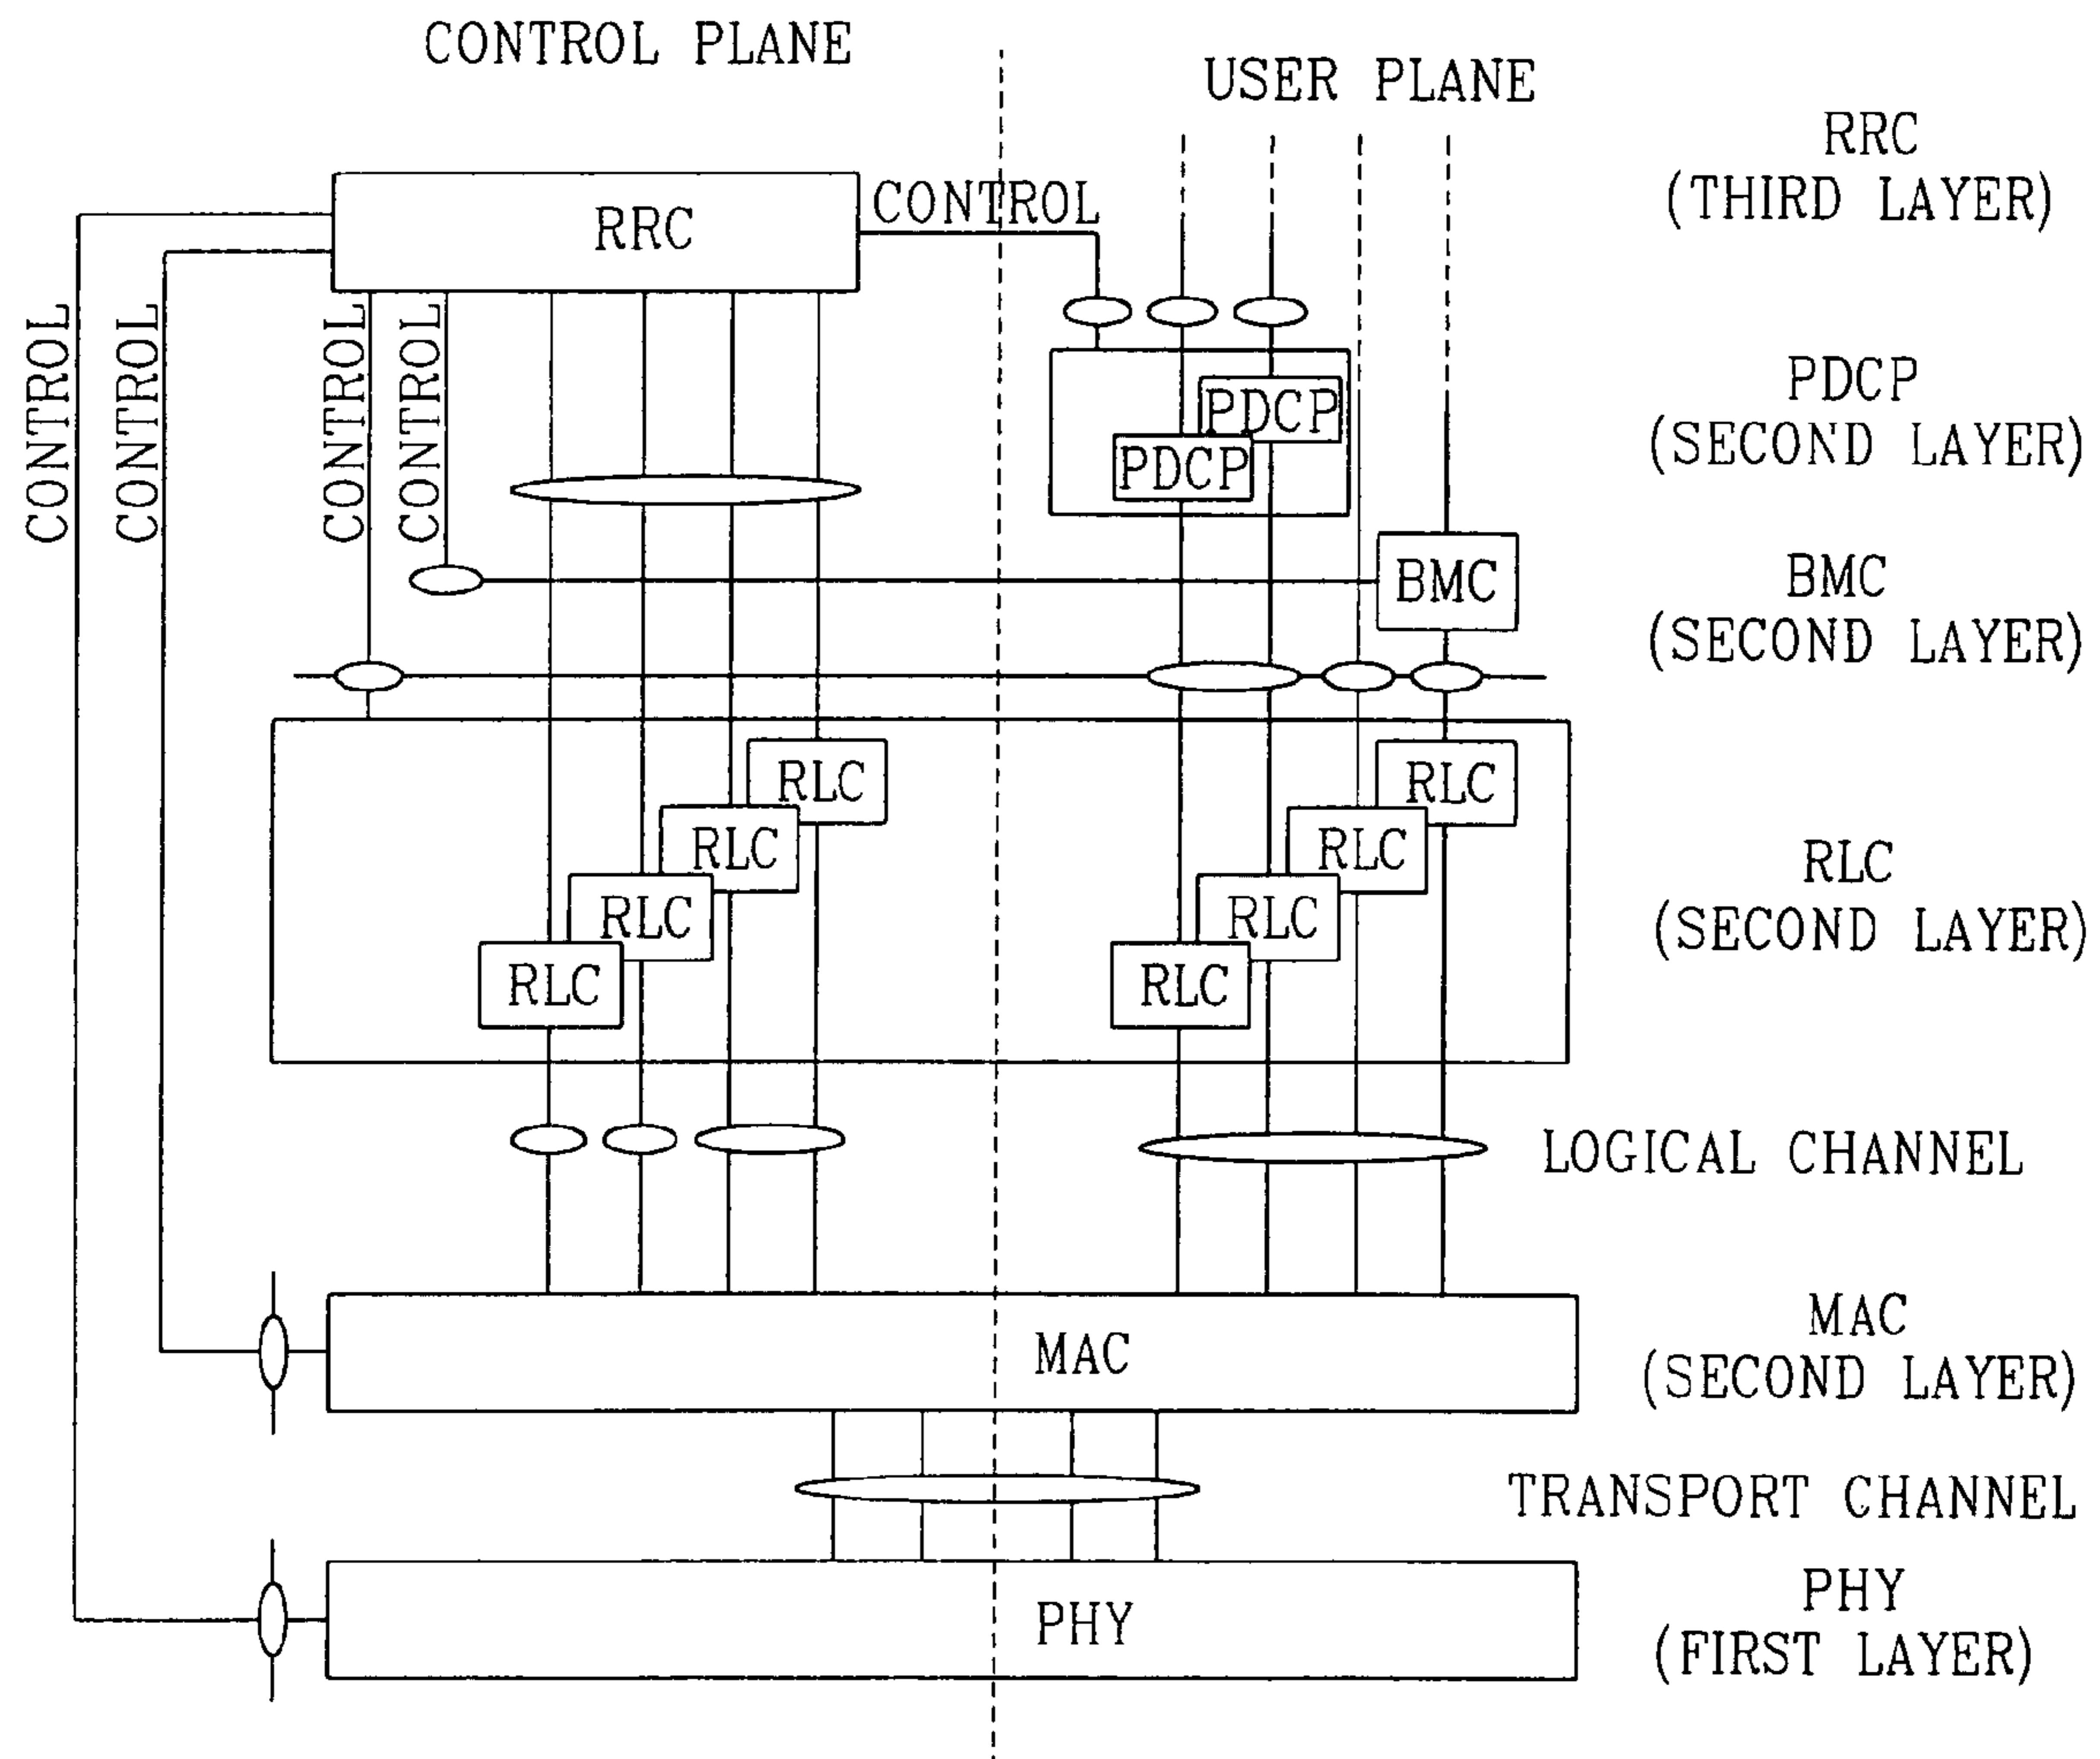 CONTROL PLANE
USER PLANE
RRC
(THIRD LAYER)
RRC
CONTROL
CONTROL
CONTROL
CONTROL
CONTROL
PDCP
(SECOND LAYER)
PDCP
PDCP
BMC
BMC
(SECOND LAYER)
RLC
RLC
RLC
RLC
RLC
RLC
RLC
RLC
RLC
(SECOND LAYER)
LOGICAL CHANNEL
MAC
MAC
(SECOND LAYER)
TRANSPORT CHANNEL
PHY
PHY
(FIRST LAYER)